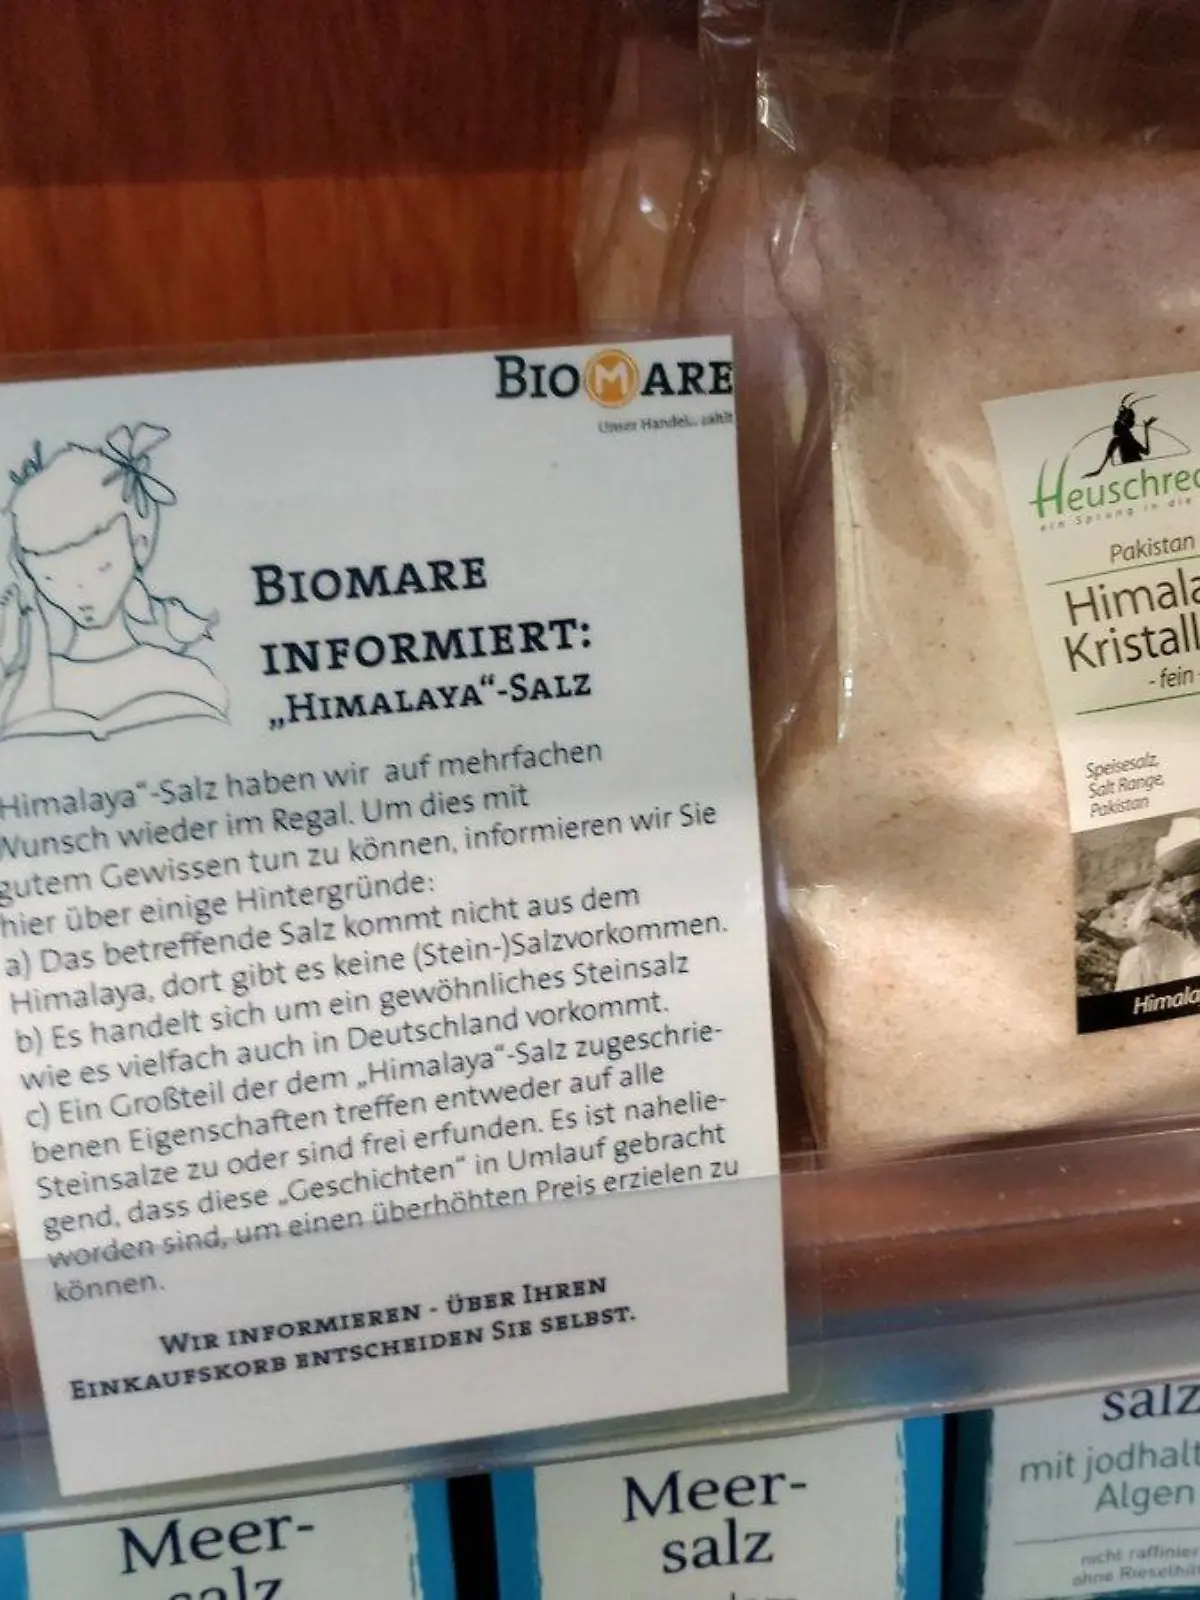 BIOMARE
Unser Handel.. zählt
BIOMARE
INFORMIERT:
„HIMALAYA“-SALZ
Himalaya“-Salz haben wir auf mehrfachen
Wunsch wieder im Regal. Um dies mit
gutem Gewissen tun zu können, informieren wir Sie
hier über einige Hintergründe:
a) Das betreffende Salz kommt nicht aus dem
Himalaya, dort gibt es keine (Stein-)Salzvorkommen.
b) Es handelt sich um ein gewöhnliches Steinsalz
wie es vielfach auch in Deutschland vorkommt.
c) Ein Großteil der dem „Himalaya“-Salz zugeschrie-
benen Eigenschaften treffen entweder auf alle
Steinsalze zu oder sind frei erfunden. Es ist nahelie-
gend, dass diese „Geschichten“ in Umlauf gebracht
worden sind, um einen überhöhten Preis erzielen zu
können.
WIR INFORMIEREN - ÜBER IHREN
EINKAUFSKORB ENTSCHEIDEN SIE SELBST.
Heuschrec
ein Sprung in die
Pakistan
Himala
Kristall
- fein -
Speisesalz,
Salt Range,
Pakistan
Himala
Meer-
salz
Meer-
salz
salz
mit jodhalt
Algen
nicht raffinier
ohne Rieselhil